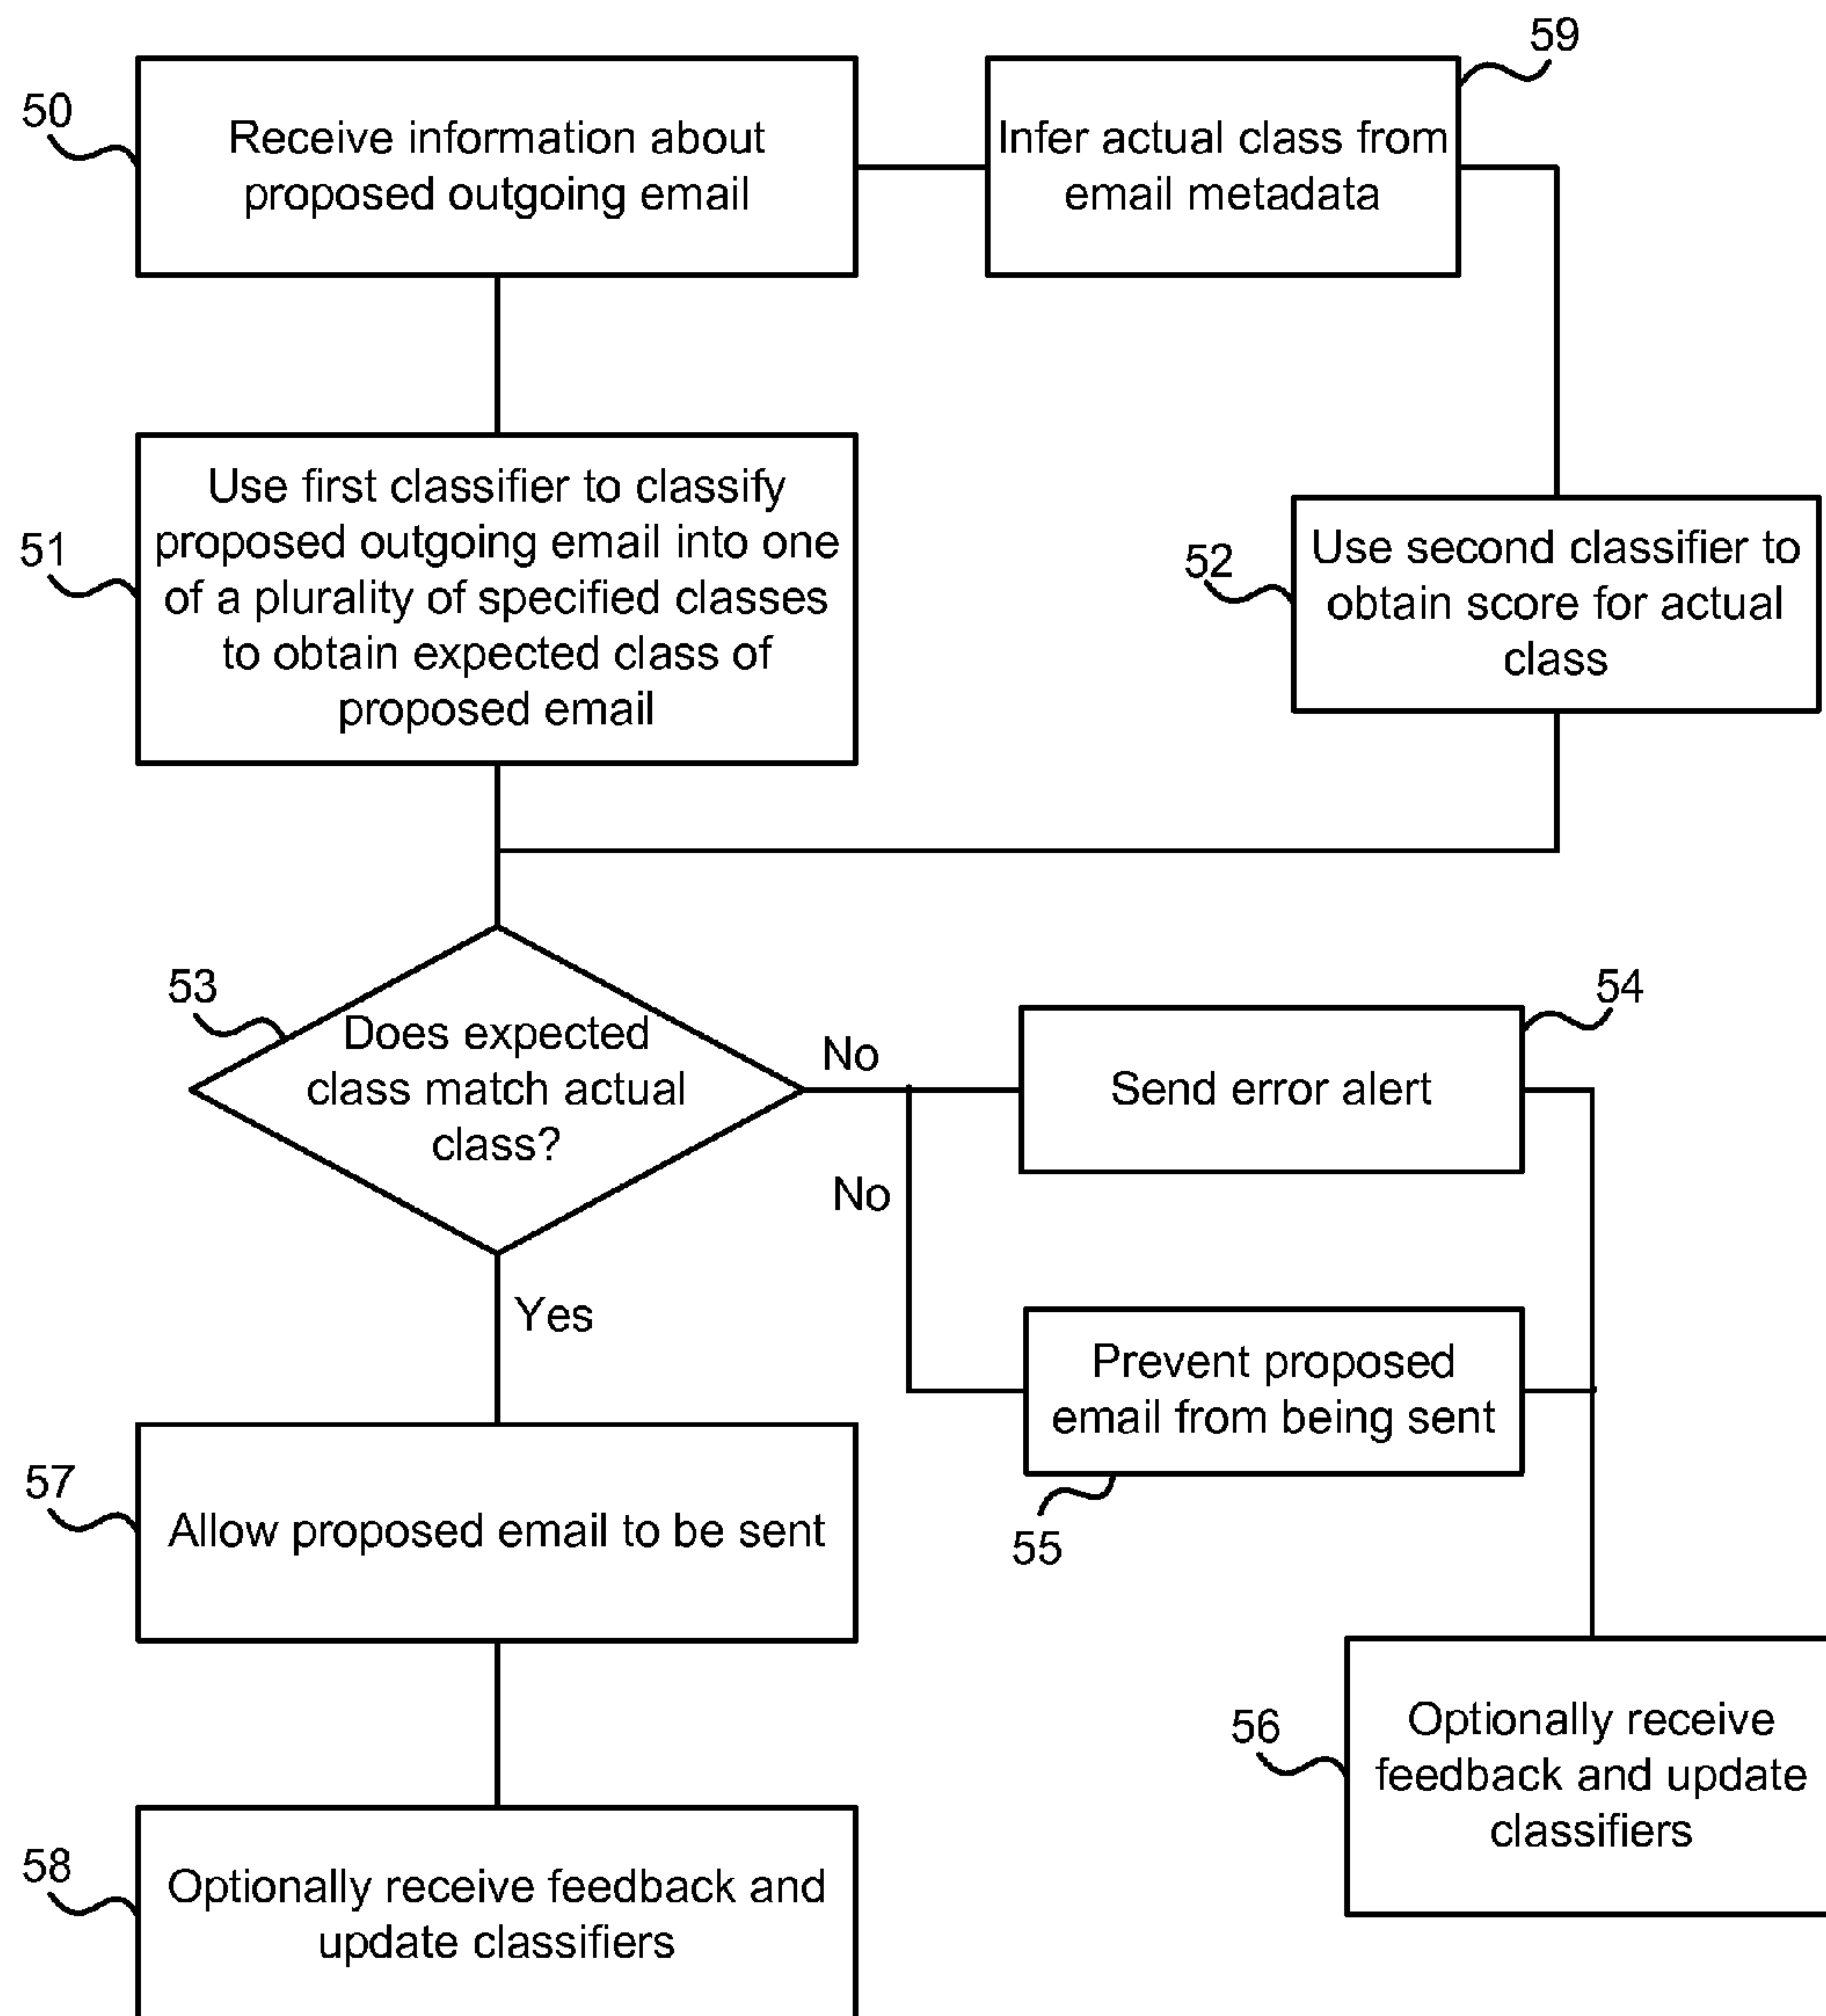 59
50
Receive information about
proposed outgoing email
Infer actual class from
email metadata
51
Use first classifier to classify
proposed outgoing email into one
of a plurality of specified classes
to obtain expected class of
proposed email
52
Use second classifier to
obtain score for actual
class
53
Does expected
class match actual
class?
No
No
Yes
54
Send error alert
Prevent proposed
email from being sent
55
57
Allow proposed email to be sent
56
Optionally receive
feedback and update
classifiers
58
Optionally receive feedback and
update classifiers